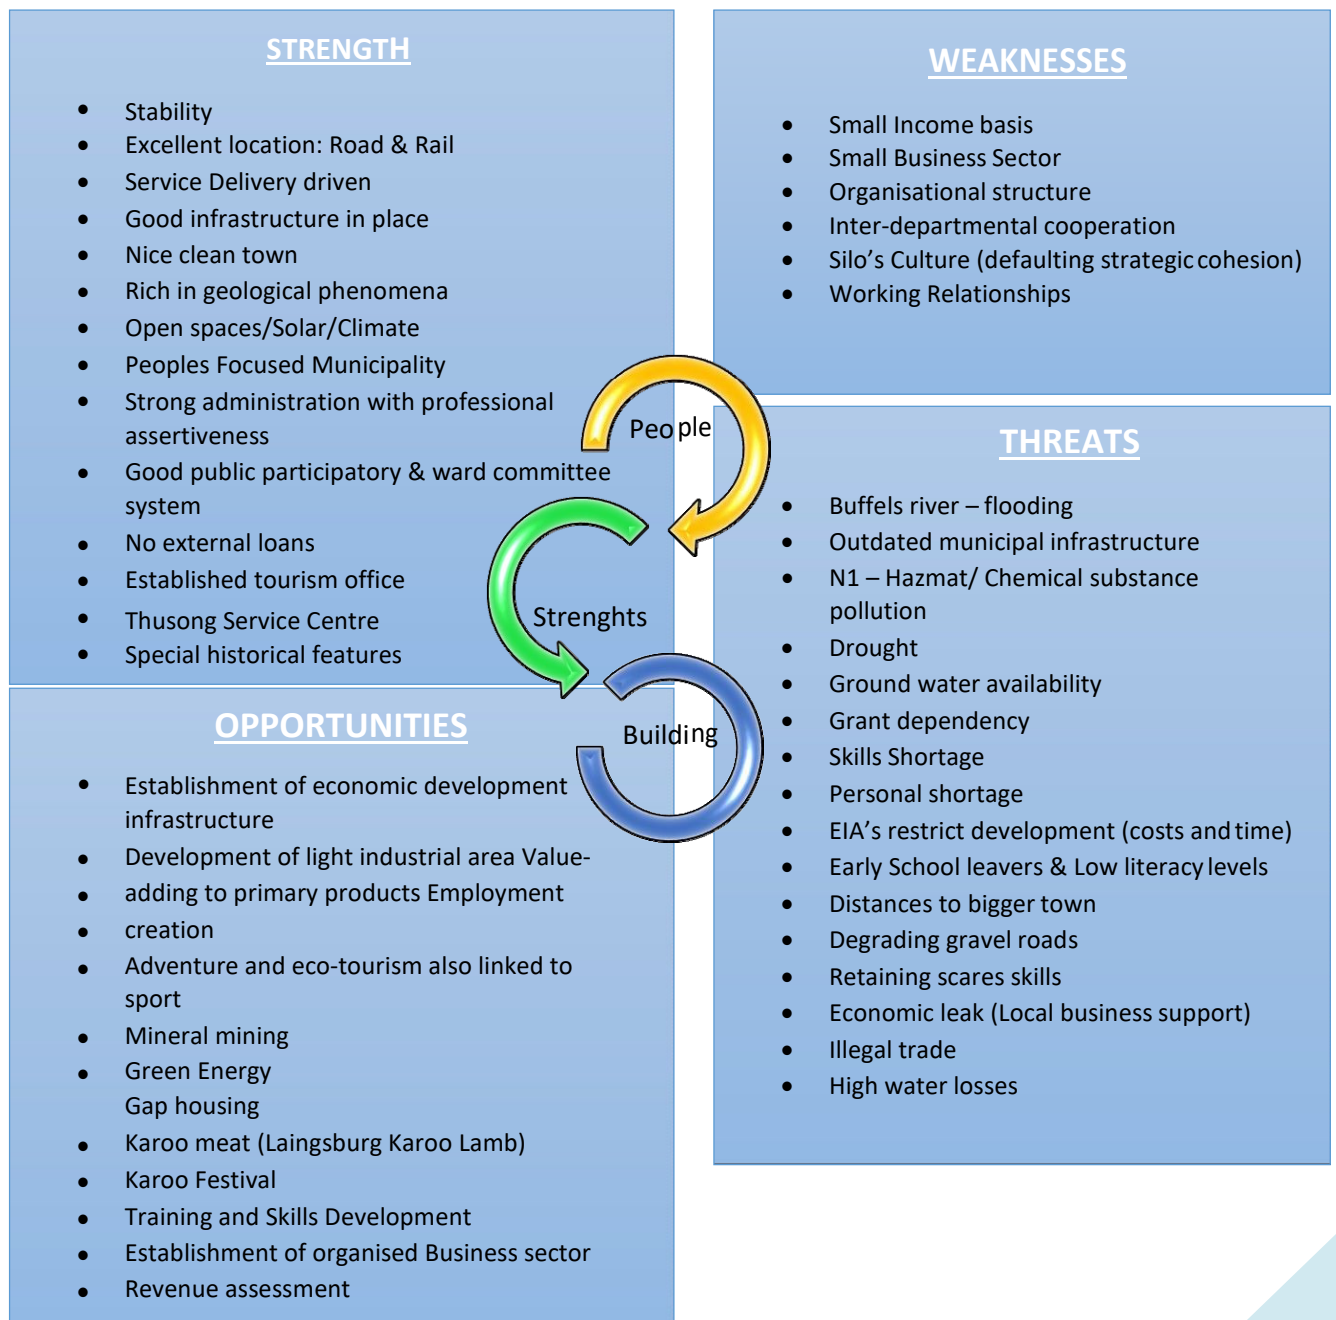 STRENGTH
• Stability
• Excellent location: Road & Rail
• Service Delivery driven
• Good infrastructure in place
• Nice clean town
• Rich in geological phenomena
• Open spaces/Solar/Climate
• Peoples Focused Municipality
• Strong administration with professional
assertiveness
• Good public participatory & ward committee
system
• No external loans
• Established tourism office
• Thusong Service Centre
• Special historical features
WEAKNESSES
• Small Income basis
• Small Business Sector
• Organisational structure
• Inter-departmental cooperation
• Silo’s Culture (defaulting strategic cohesion)
• Working Relationships
People
Strenghts
Building
OPPORTUNITIES
• Establishment of economic development
infrastructure
• Development of light industrial area Value-
• adding to primary products Employment
• creation
• Adventure and eco-tourism also linked to
sport
• Mineral mining
• Green Energy
Gap housing
• Karoo meat (Laingsburg Karoo Lamb)
• Karoo Festival
• Training and Skills Development
• Establishment of organised Business sector
• Revenue assessment
THREATS
• Buffels river – flooding
• Outdated municipal infrastructure
• N1 – Hazmat/ Chemical substance
pollution
• Drought
• Ground water availability
• Grant dependency
• Skills Shortage
• Personal shortage
• EIA’s restrict development (costs and time)
• Early School leavers & Low literacy levels
• Distances to bigger town
• Degrading gravel roads
• Retaining scares skills
• Economic leak (Local business support)
• Illegal trade
• High water losses